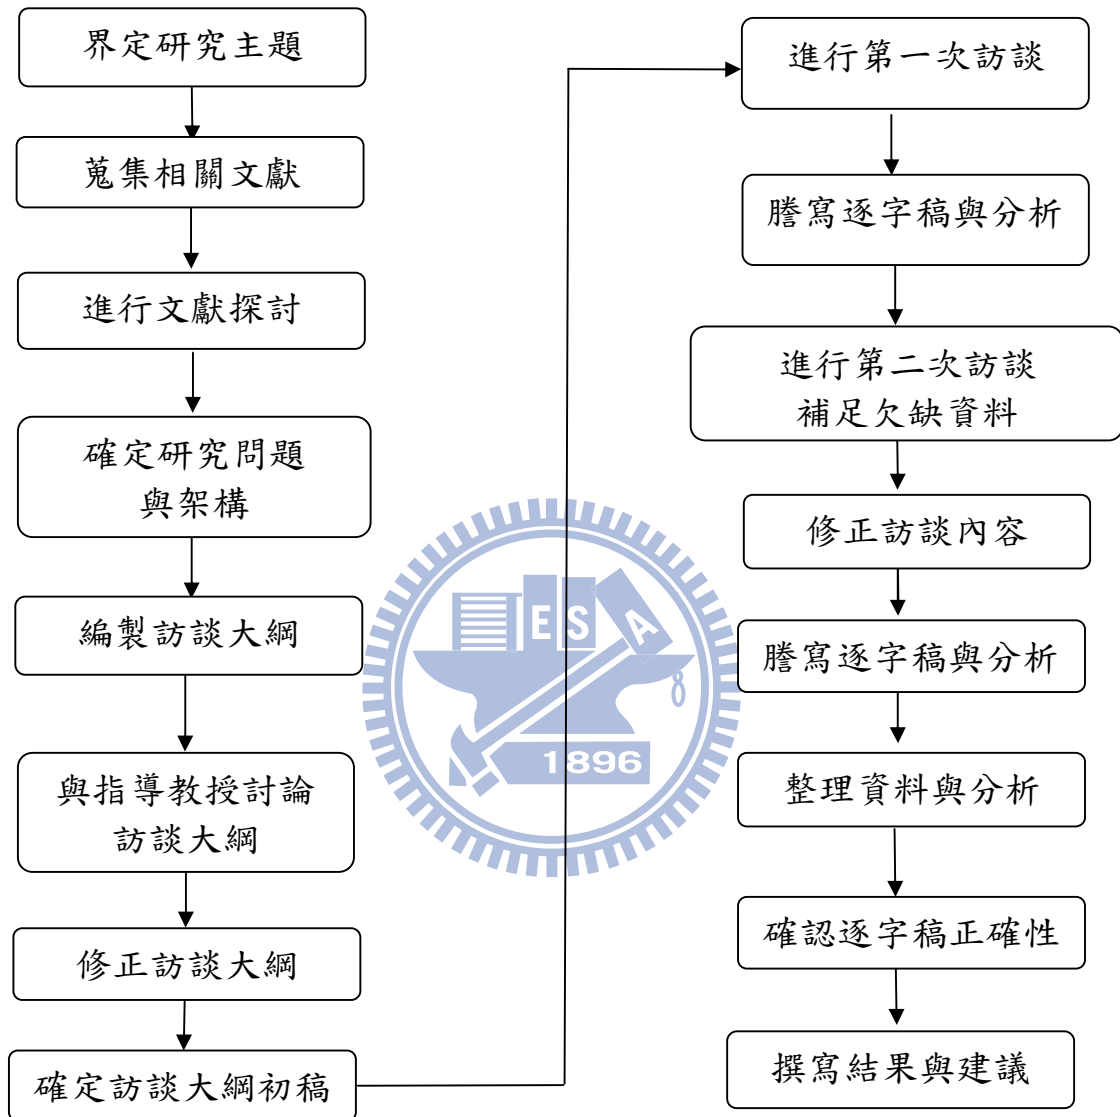 界定研究主題
蒐集相關文獻
進行文獻探討
確定研究問題
與架構
編製訪談大綱
與指導教授討論
訪談大綱
修正訪談大綱
確定訪談大綱初稿
進行第一次訪談
謄寫逐字稿與分析
進行第二次訪談
補足欠缺資料
修正訪談內容
謄寫逐字稿與分析
整理資料與分析
確認逐字稿正確性
撰寫結果與建議
E S A
1896